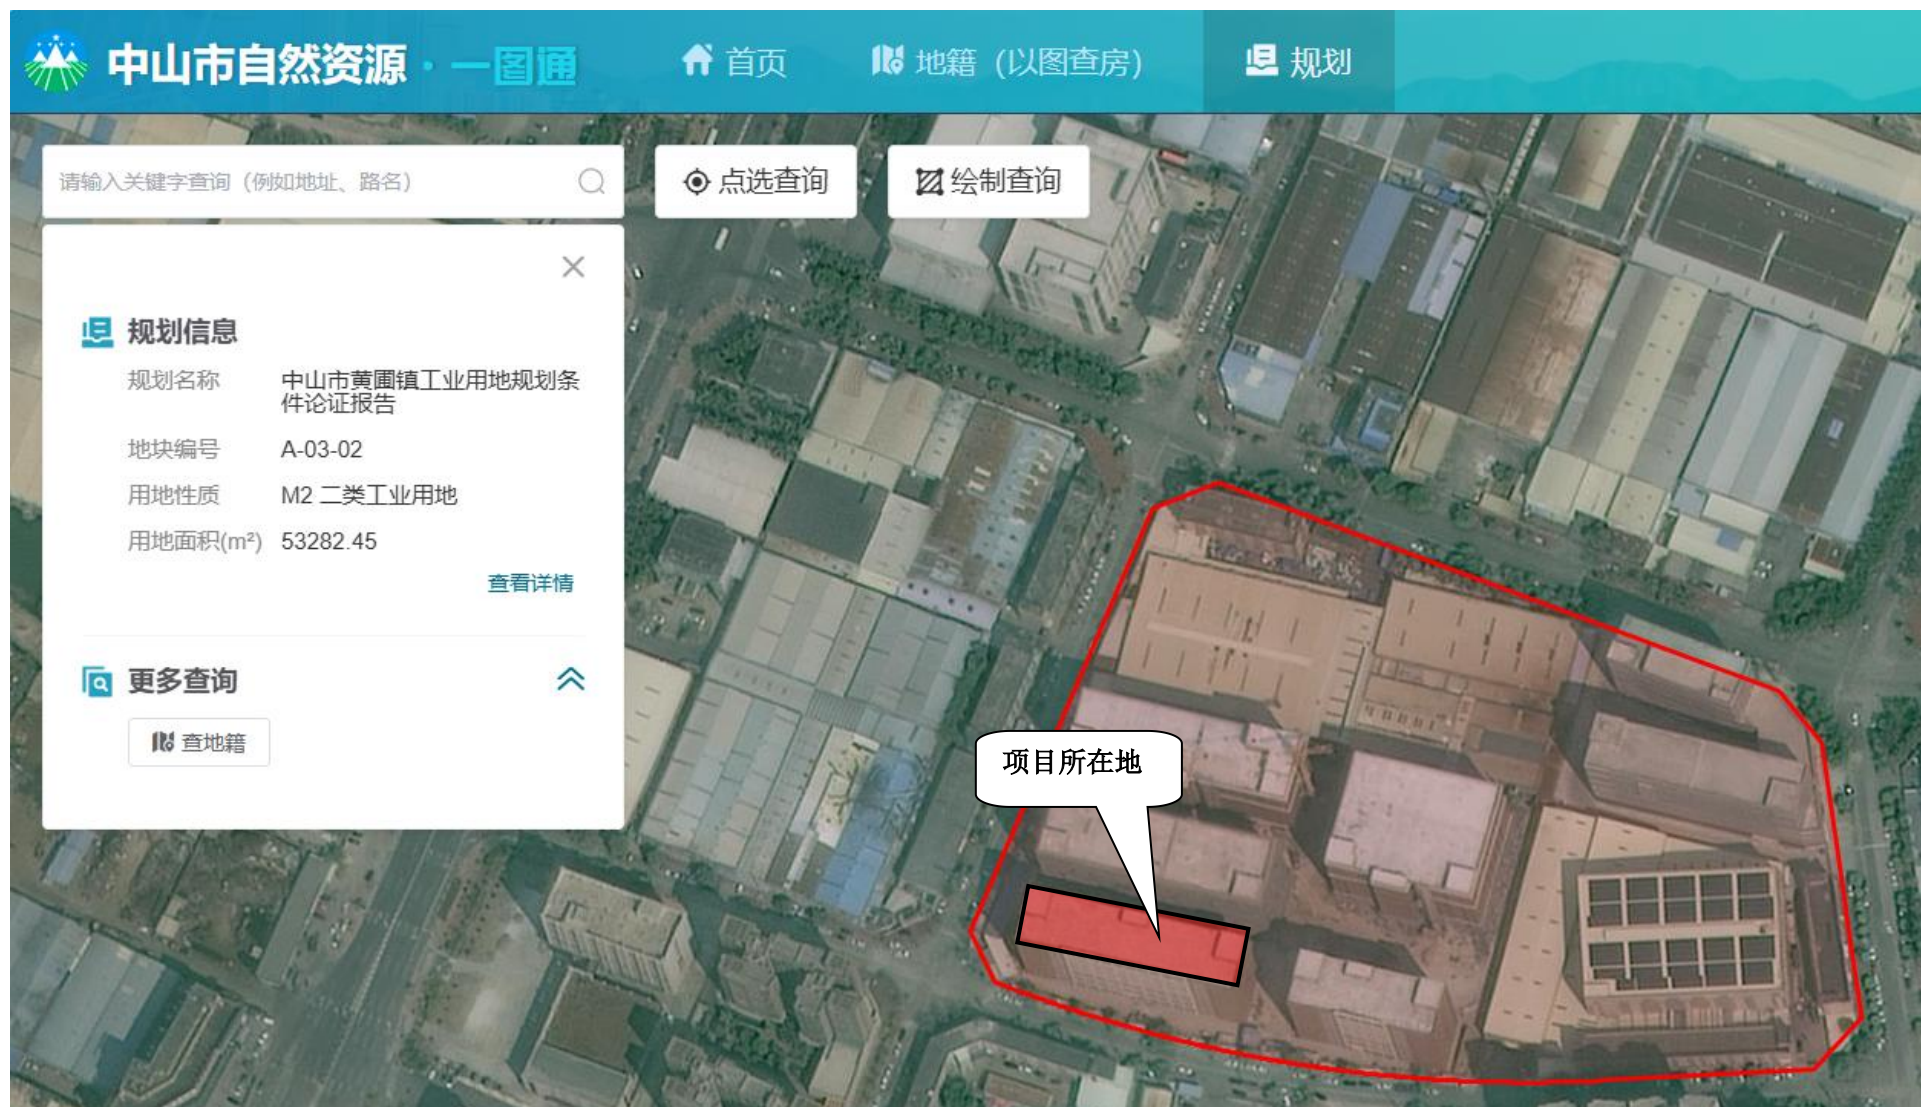 中山市自然资源·一图通
首页
地籍（以图查房）
规划
请输入关键字查询（例如地址、路名）
点选查询
绘制查询
规划信息
规划名称 中山市黄圃镇工业用地规划条
件论证报告
地块编号 A-03-02
用地性质 M2 二类工业用地
用地面积(m²) 53282.45
查看详情
更多查询
查地籍
项目所在地